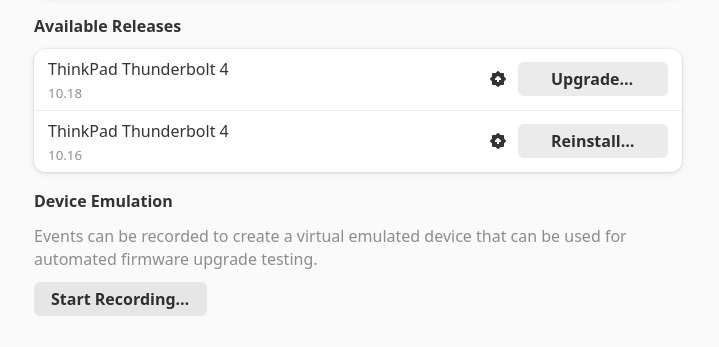 Available Releases
ThinkPad Thunderbolt 4
10.18
Upgrade...
ThinkPad Thunderbolt 4
10.16
Reinstall...
Device Emulation
Events can be recorded to create a virtual emulated device that can be used for
automated firmware upgrade testing.
Start Recording...